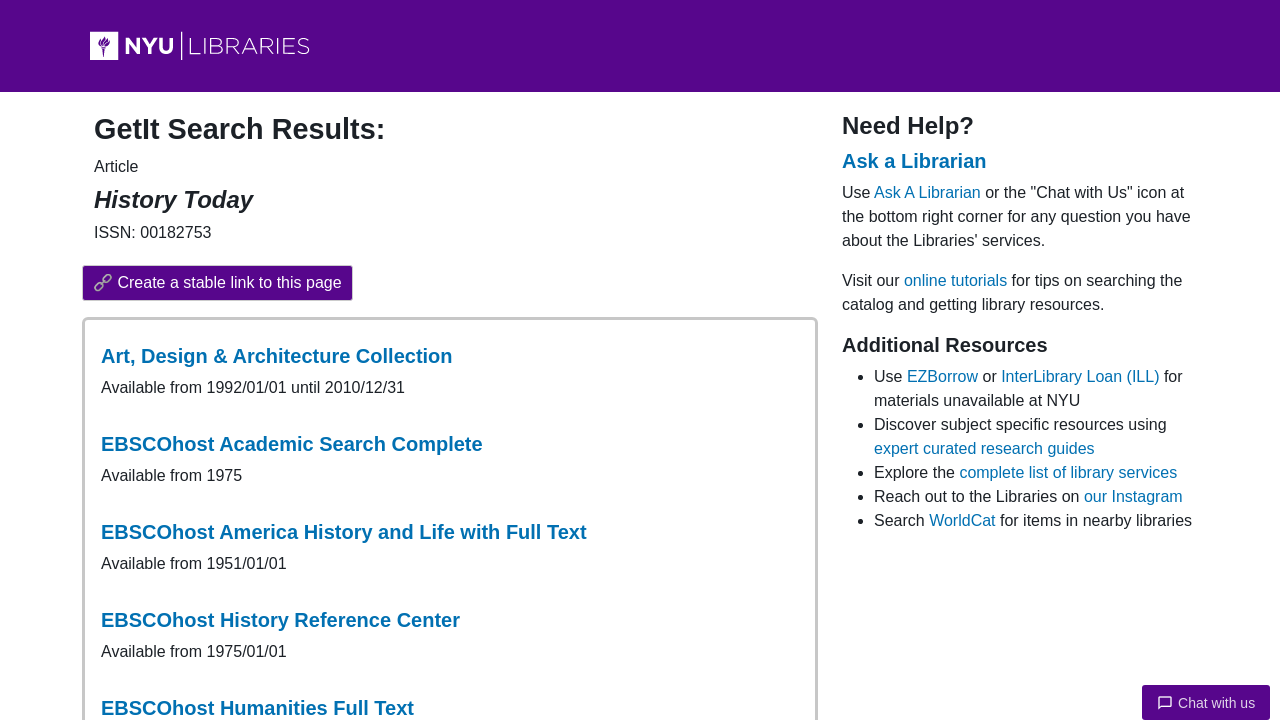 NYU LIBRARIES
GetIt Search Results:
Article
History Today
ISSN: 00182753
Create a stable link to this page
Art, Design & Architecture Collection
Available from 1992/01/01 until 2010/12/31
EBSCOhost Academic Search Complete
Available from 1975
EBSCOhost America History and Life with Full Text
Available from 1951/01/01
EBSCOhost History Reference Center
Available from 1975/01/01
EBSCOhost Humanities Full Text
Need Help?
Ask a Librarian
Use Ask A Librarian or the "Chat with Us" icon at
the bottom right corner for any question you have
about the Libraries' services.
Visit our online tutorials for tips on searching the
catalog and getting library resources.
Additional Resources
Use EZBorrow or InterLibrary Loan (ILL) for
materials unavailable at NYU
Discover subject specific resources using
expert curated research guides
Explore the complete list of library services
Reach out to the Libraries on our Instagram
Search WorldCat for items in nearby libraries
Chat with us